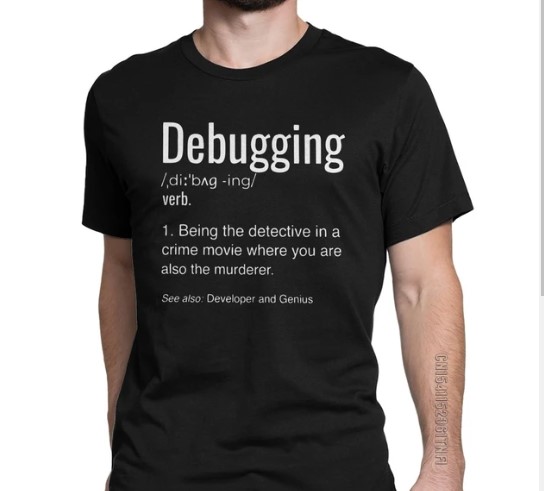 Debugging
/ˌdiːˈbʌg -ing/
verb.
1. Being the detective in a
crime movie where you are
also the murderer.
See also: Developer and Genius